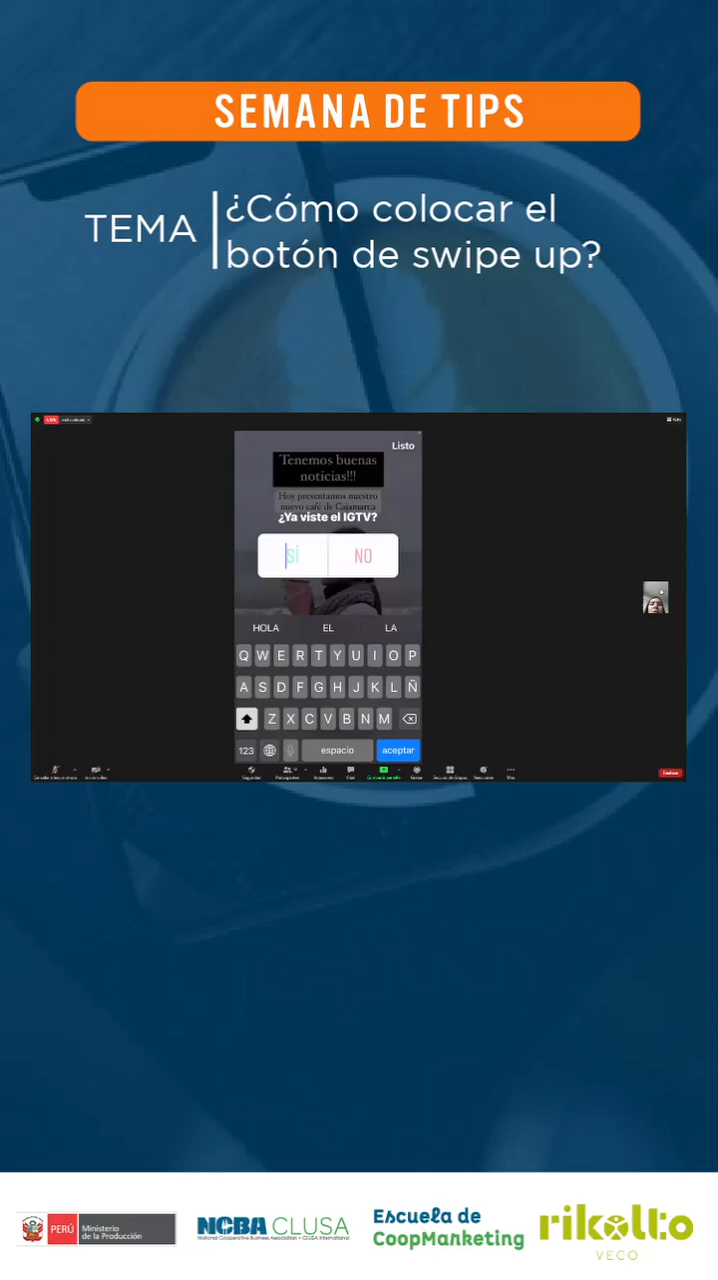 SEMANA DE TIPS
TEMA
¿Cómo colocar el
botón de swipe up?
Listo
Tenemos buenas
noticias!!!
Hoy presentamos nuestro
nuevo café de Cajamarca
¿Ya viste el IGTV?
SÍ
NO
HOLA EL LA
Q W E R T Y U I O P
A S D F G H J K L Ñ
Z X C V B N M
123 espacio aceptar
Finalizar
PERÚ
Ministerio
de la Producción
NCBA CLUSA
National Cooperative Business Association • CLUSA International
Escuela de
CoopManketing
rikolto
VECO